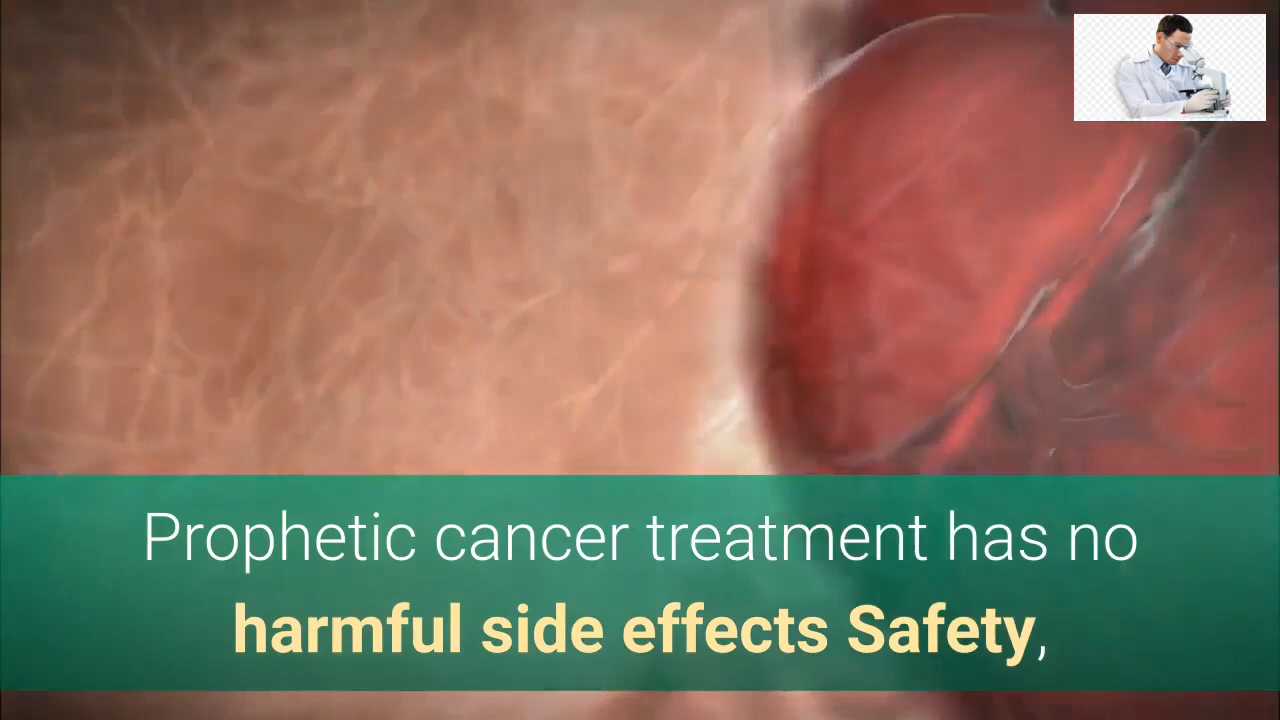 Prophetic cancer treatment has no
harmful side effects Safety,